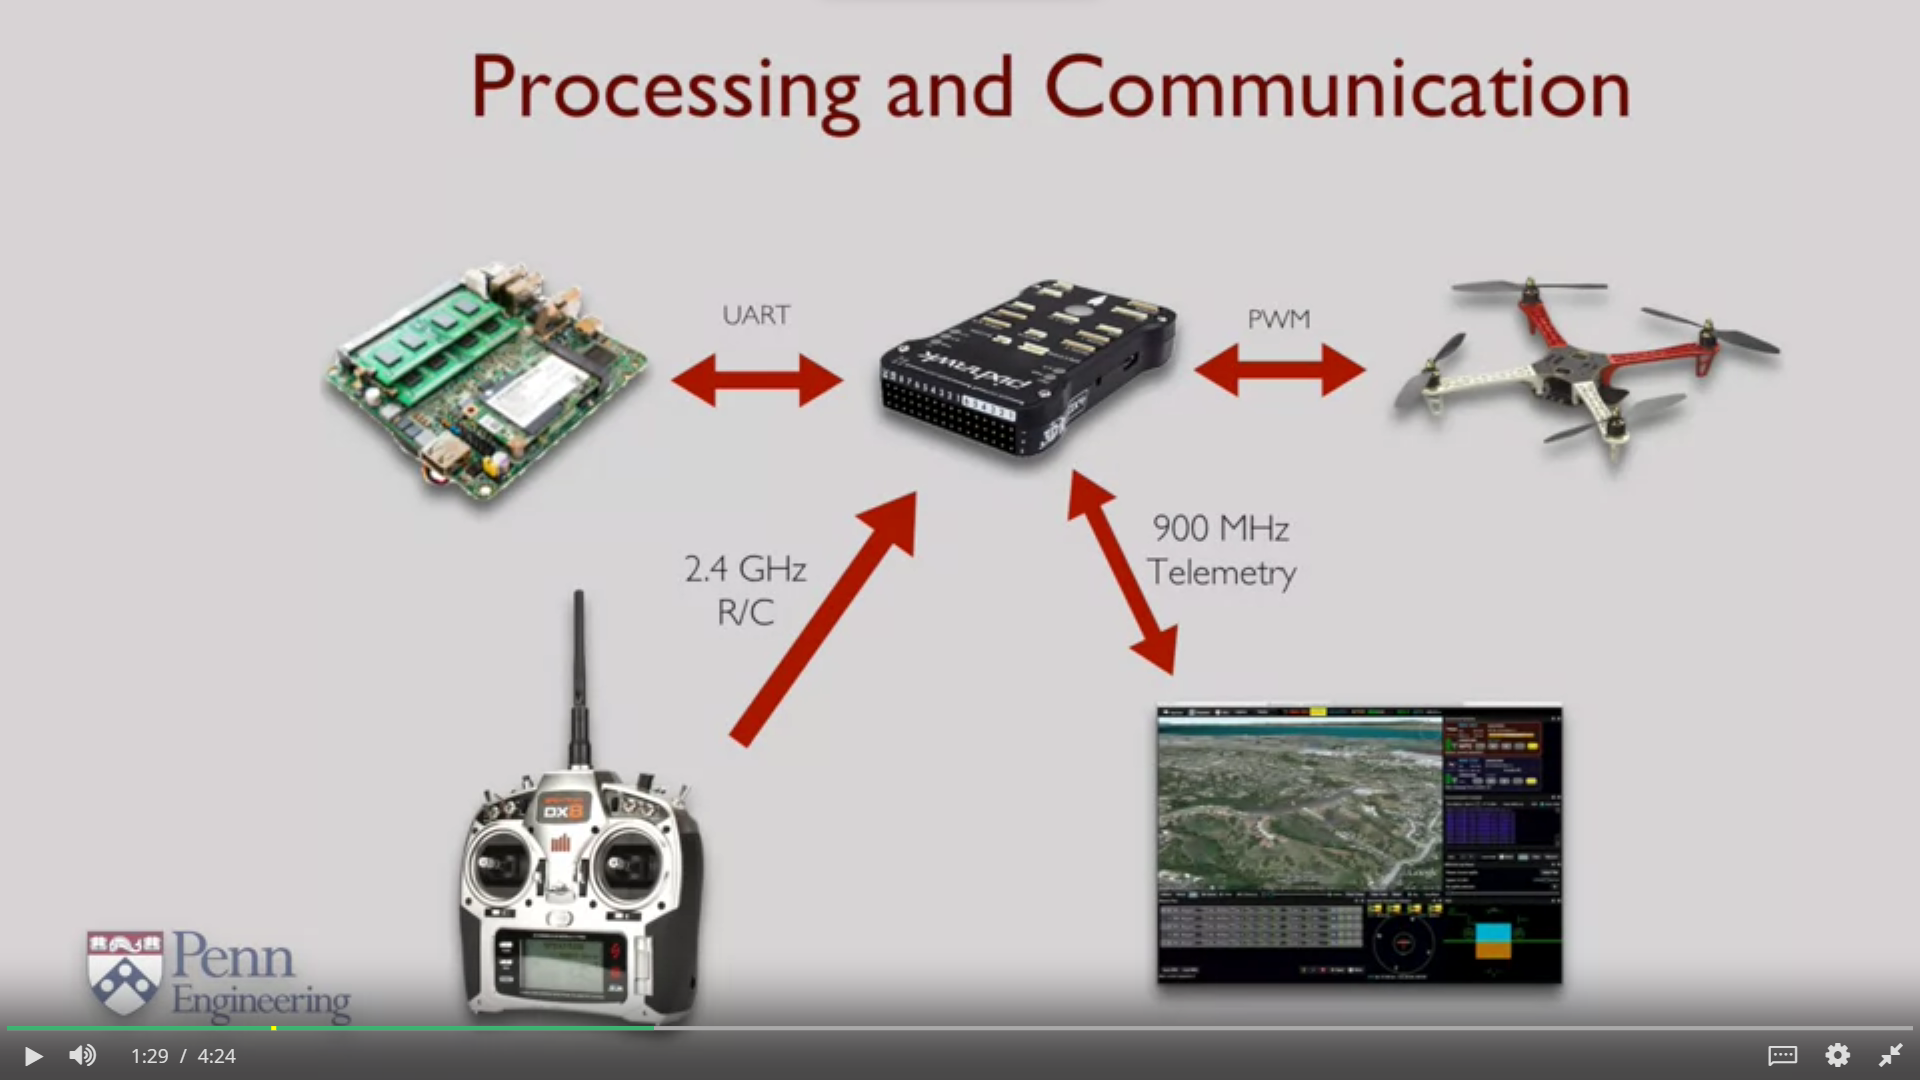 Processing and Communication
UART
PWM
pixhawk
900 MHz
Telemetry
2.4 GHz
R/C
DX8
Penn
Engineering
1:29 / 4:24